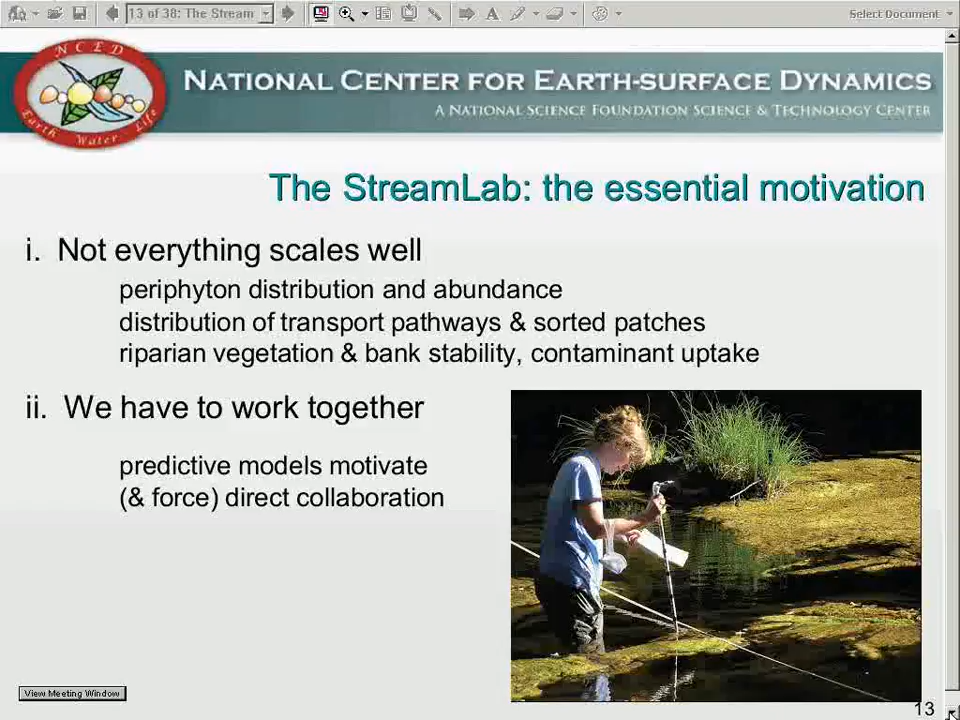 13 of 38: The Stream
A
Select Document
NCED
Earth Water Life
NATIONAL CENTER FOR EARTH-SURFACE DYNAMICS
A NATIONAL SCIENCE FOUNDATION SCIENCE & TECHNOLOGY CENTER
The StreamLab: the essential motivation
i. Not everything scales well
periphyton distribution and abundance
distribution of transport pathways & sorted patches
riparian vegetation & bank stability, contaminant uptake
ii. We have to work together
predictive models motivate
(& force) direct collaboration
View Meeting Window
13